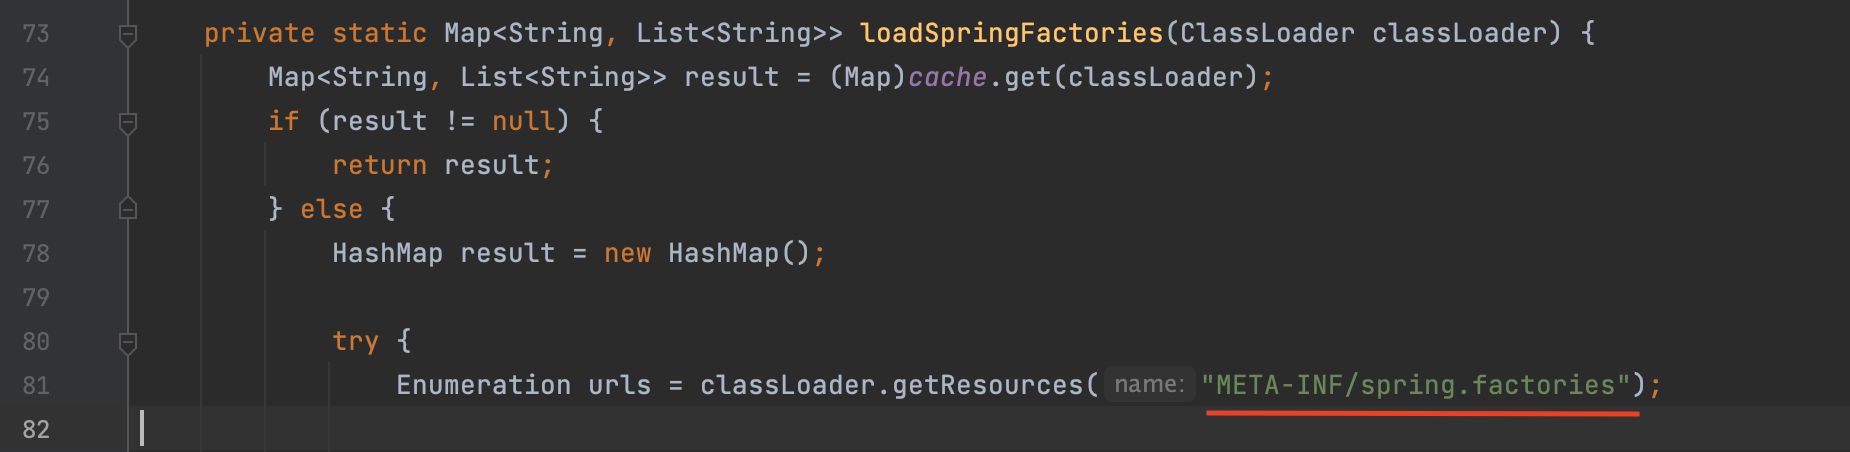 73 private static Map<String, List<String>> loadSpringFactories(ClassLoader classLoader) {
74 Map<String, List<String>> result = (Map)cache.get(classLoader);
75 if (result != null) {
76 return result;
77 } else {
78 HashMap result = new HashMap();
79
80 try {
81 Enumeration urls = classLoader.getResources( name: "META-INF/spring.factories");
82